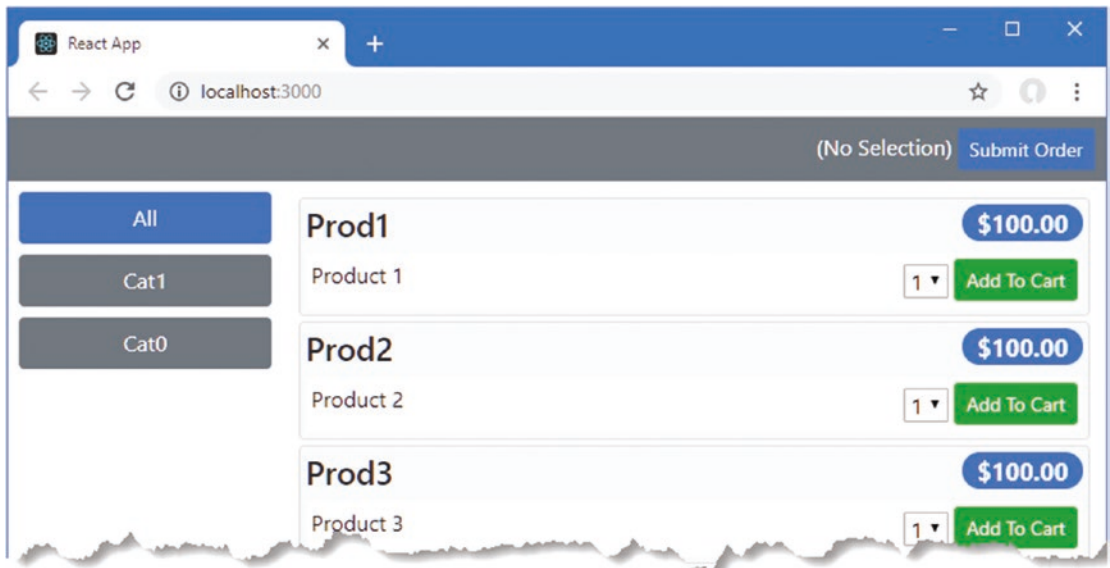 React App
localhost:3000
(No Selection) Submit Order
All
Cat1
Cat0
Prod1 $100.00
Product 1 1 Add To Cart
Prod2 $100.00
Product 2 1 Add To Cart
Prod3 $100.00
Product 3 1 Add To Cart